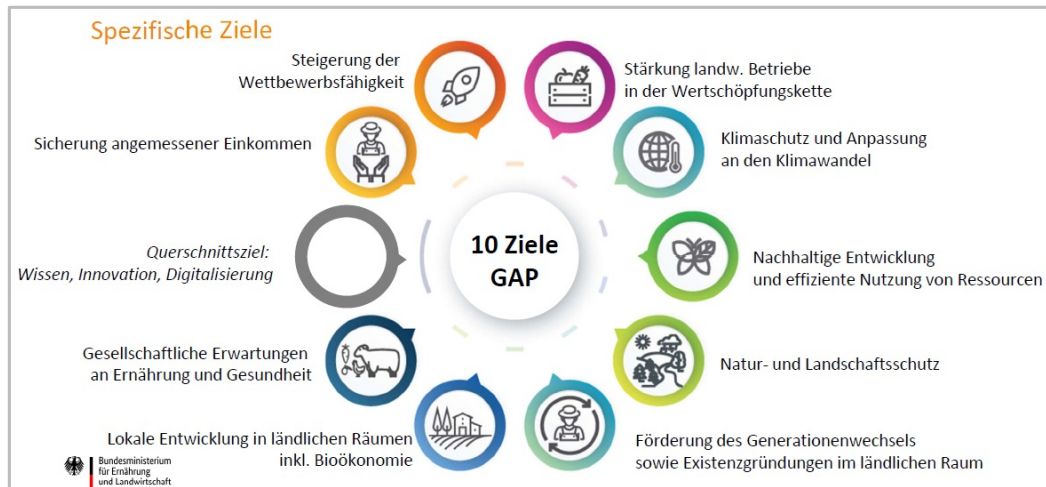 Spezifische Ziele
Steigerung der
Wettbewerbsfähigkeit
Stärkung landw. Betriebe
in der Wertschöpfungskette
Sicherung angemessener Einkommen
Klimaschutz und Anpassung
an den Klimawandel
Querschnittsziel:
Wissen, Innovation, Digitalisierung
10 Ziele
GAP
Nachhaltige Entwicklung
und effiziente Nutzung von Ressourcen
Gesellschaftliche Erwartungen
an Ernährung und Gesundheit
Natur- und Landschaftsschutz
Lokale Entwicklung in ländlichen Räumen
inkl. Bioökonomie
Förderung des Generationenwechsels
sowie Existenzgründungen im ländlichen Raum
Bundesministerium
für Ernährung
und Landwirtschaft